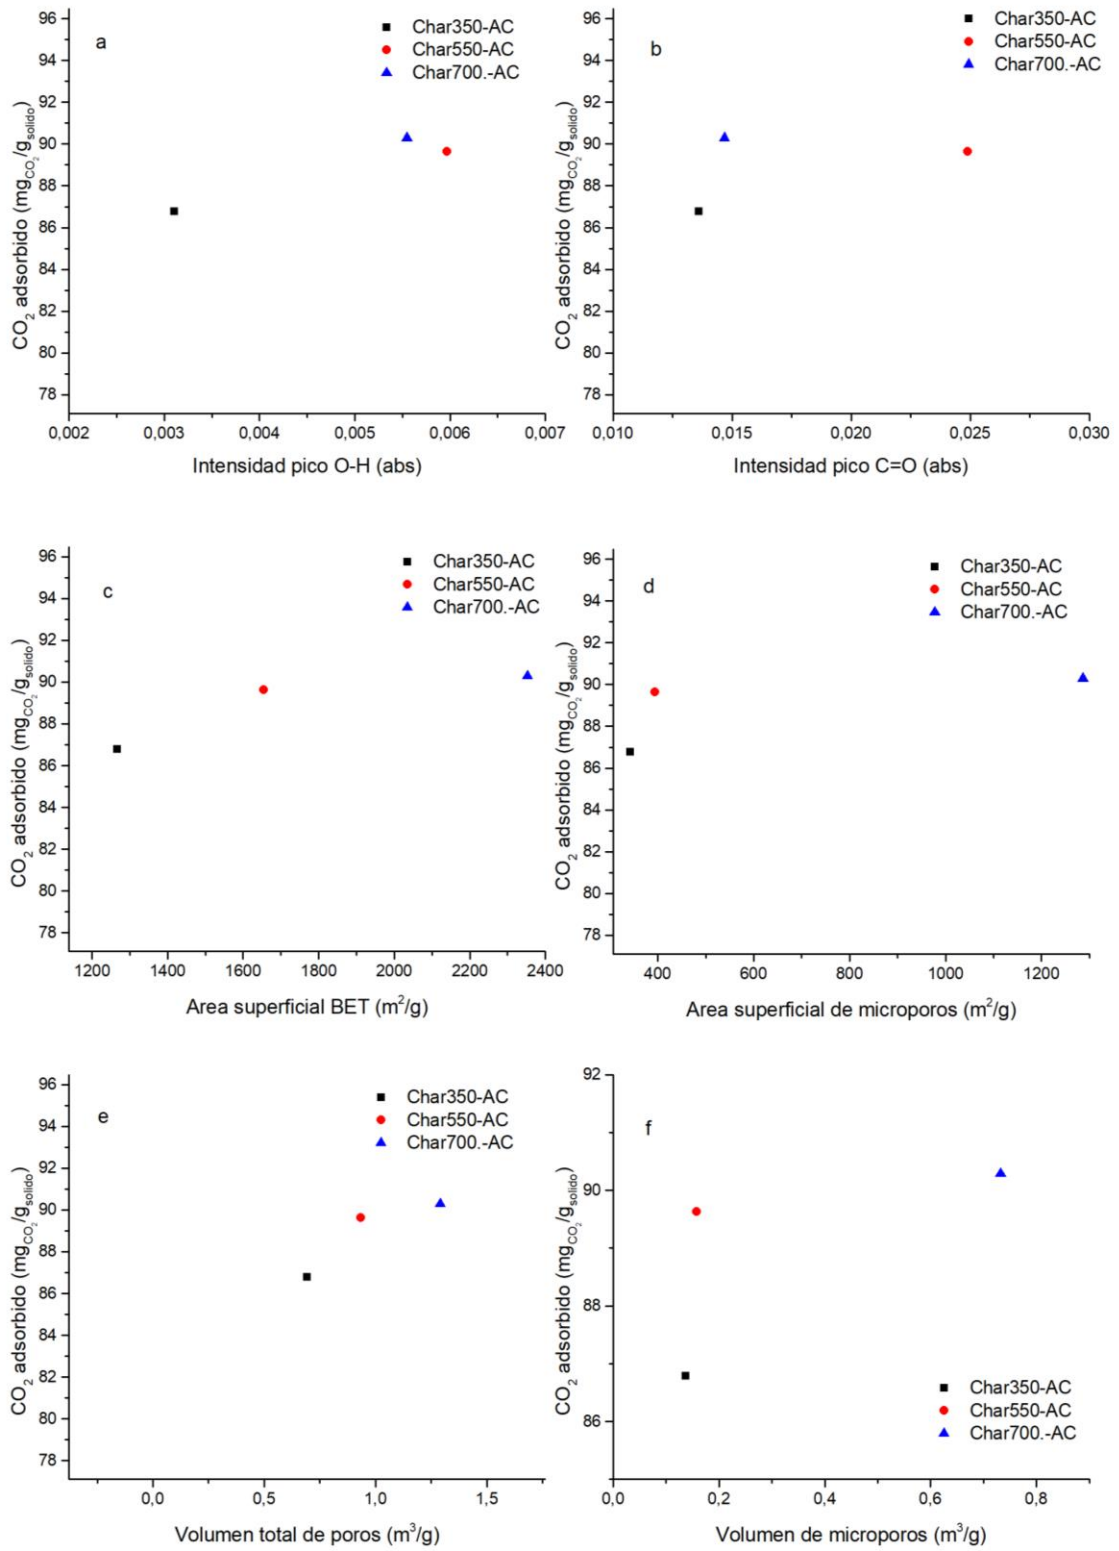 a
Char350-AC
Char550-AC
Char700.-AC
96
94
92
90
88
86
84
82
80
78
CO2 adsorbido (mgCO2/gsolido)
0,002 0,003 0,004 0,005 0,006 0,007
Intensidad pico O-H (abs)
b
Char350-AC
Char550-AC
Char700.-AC
96
94
92
90
88
86
84
82
80
78
CO2 adsorbido (mgCO2/gsolido)
0,010 0,015 0,020 0,025 0,030
Intensidad pico C=O (abs)
c
Char350-AC
Char550-AC
Char700.-AC
96
94
92
90
88
86
84
82
80
78
CO2 adsorbido (mgCO2/gsolido)
1200 1400 1600 1800 2000 2200 2400
Area superficial BET (m²/g)
d
Char350-AC
Char550-AC
Char700.-AC
96
94
92
90
88
86
84
82
80
78
CO2 adsorbido (mgCO2/gsolido)
400 600 800 1000 1200
Area superficial de microporos (m²/g)
e
Char350-AC
Char550-AC
Char700.-AC
96
94
92
90
88
86
84
82
80
78
CO2 adsorbido (mgCO2/gsolido)
0,0 0,5 1,0 1,5
Volumen total de poros (m³/g)
f
92
90
88
86
CO2 adsorbido (mgCO2/gsolido)
Char350-AC
Char550-AC
Char700.-AC
0,0 0,2 0,4 0,6 0,8
Volumen de microporos (m³/g)